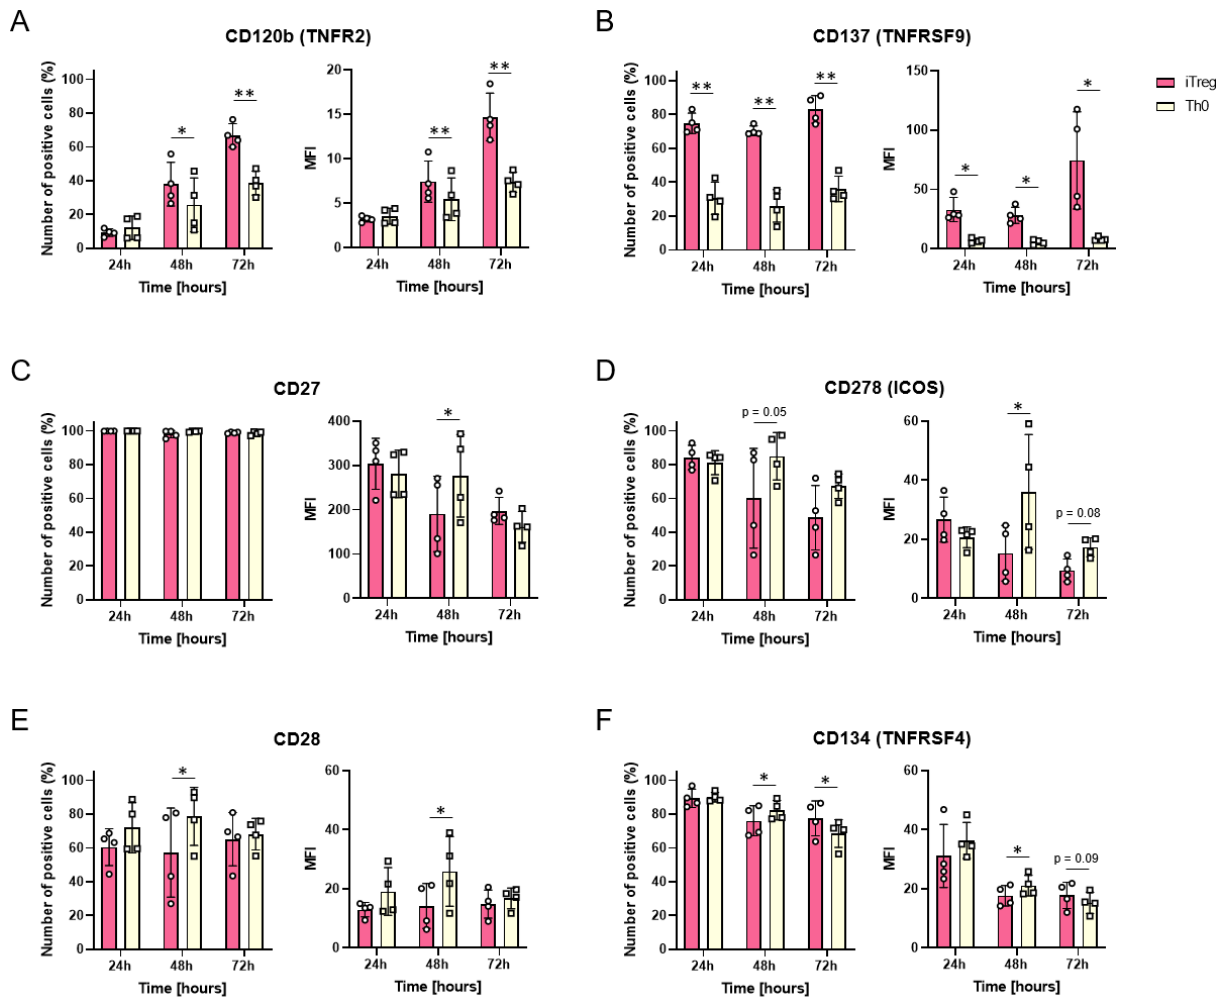 A
CD120b (TNFR2)
Number of positive cells (%)
100
80
60
40
20
0
*
**
24h 48h 72h
Time [hours]
MFI
20
15
10
5
0
**
**
24h 48h 72h
Time [hours]
B
CD137 (TNFRSF9)
Number of positive cells (%)
100
80
60
40
20
0
**
**
**
24h 48h 72h
Time [hours]
MFI
150
100
50
0
*
*
*
24h 48h 72h
Time [hours]
iTreg
Th0
C
CD27
Number of positive cells (%)
100
80
60
40
20
0
24h 48h 72h
Time [hours]
MFI
400
300
200
100
0
*
24h 48h 72h
Time [hours]
D
CD278 (ICOS)
Number of positive cells (%)
100
80
60
40
20
0
p = 0.05
24h 48h 72h
Time [hours]
MFI
60
40
20
0
*
p = 0.08
24h 48h 72h
Time [hours]
E
CD28
Number of positive cells (%)
100
80
60
40
20
0
*
24h 48h 72h
Time [hours]
MFI
60
40
20
0
*
24h 48h 72h
Time [hours]
F
CD134 (TNFRSF4)
Number of positive cells (%)
100
80
60
40
20
0
*
*
24h 48h 72h
Time [hours]
MFI
60
40
20
0
*
p = 0.09
24h 48h 72h
Time [hours]